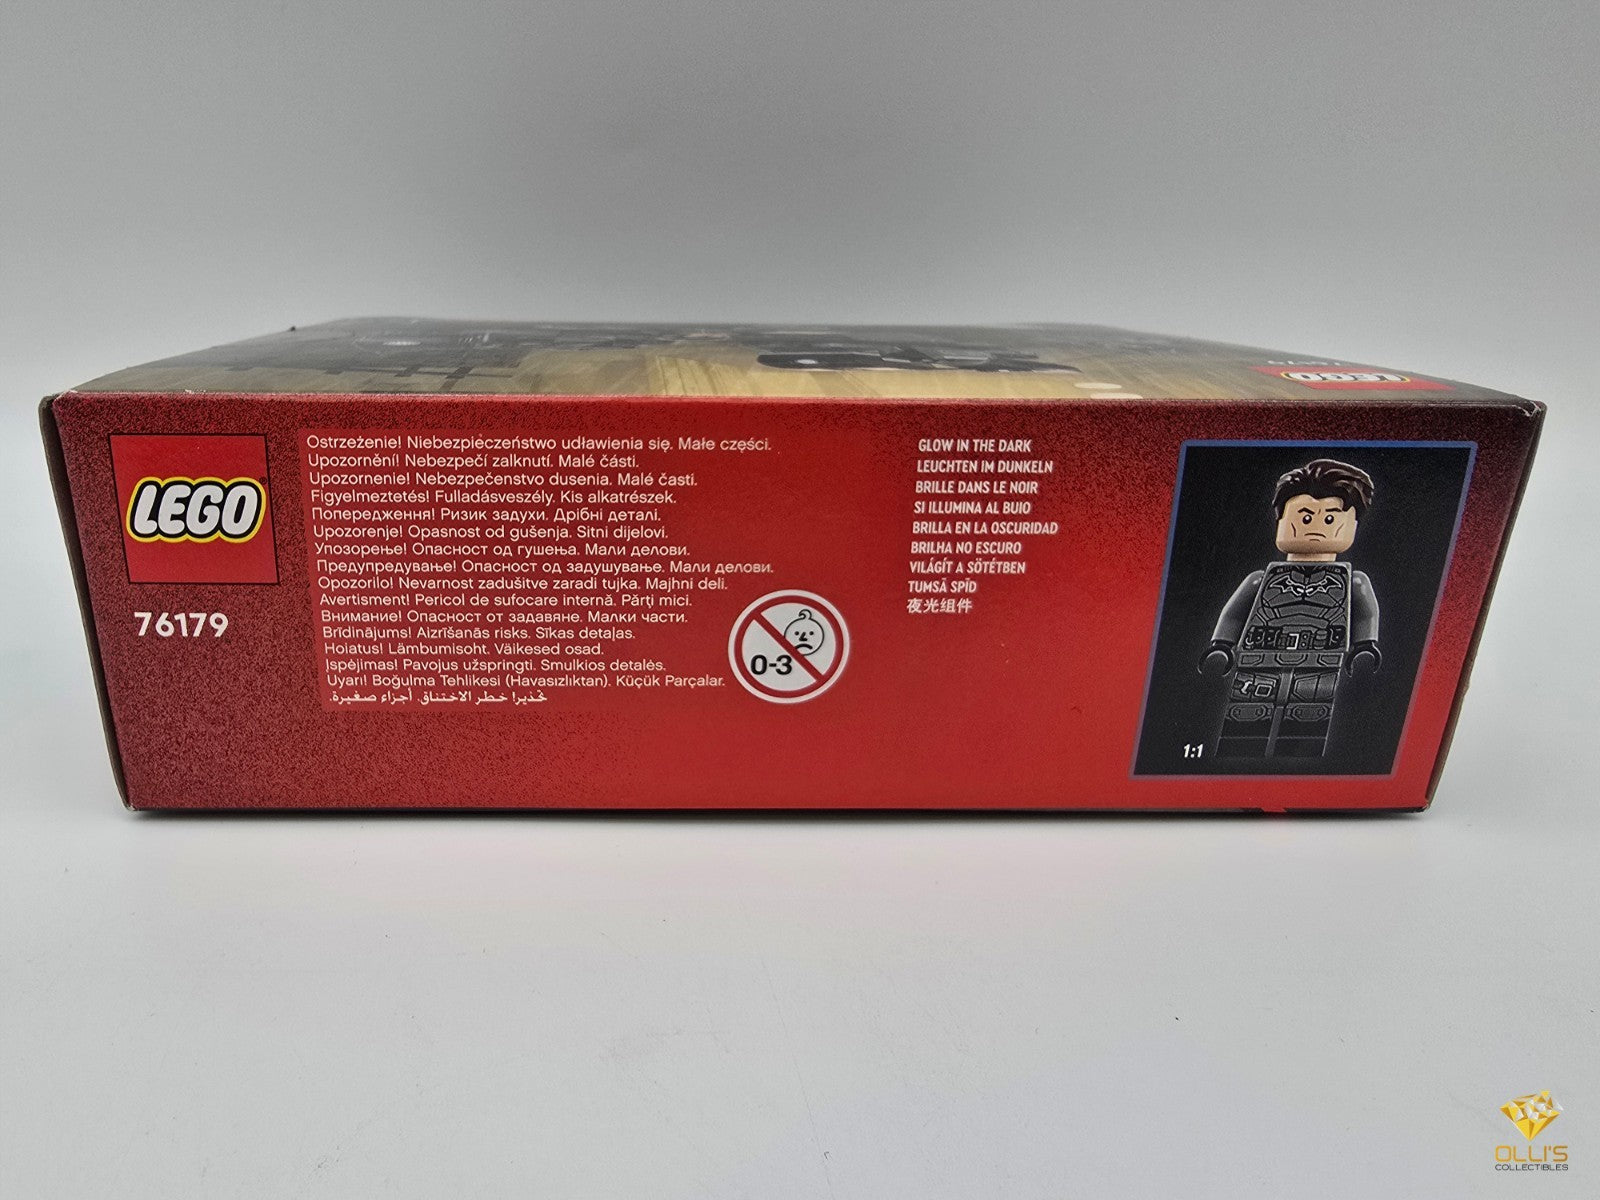 LEGO
76179
Ostrzeżenie! Niebezpieczeństwo udławienia się. Małe części.
Upozornění! Nebezpečí zalknutí. Malé části.
Upozornenie! Nebezpečenstvo dusenia. Malé časti.
Figyelmeztetés! Fulladásveszély. Kis alkatrészek.
Попередження! Ризик задухи. Дрібні деталі.
Upozorenje! Opasnost od gušenja. Sitni dijelovi.
Упозорење! Опасност од гушења. Мали делови.
Предупредување! Опасност од задушување. Мали делови.
Opozorilo! Nevarnost zadušitve zaradi tujka. Majhni deli.
Avertisment! Pericol de sufocare internă. Părți mici.
Внимание! Опасност от задавяне. Малки части.
Brīdinājums! Aizrīšanās risks. Sīkas detaļas.
Hoiatus! Lämbumisoht. Väikesed osad.
Įspėjimas! Pavojus užspringti. Smulkios detalės.
Uyarı! Boğulma Tehlikesi (Havasızlıktan). Küçük Parçalar.
تحذير! خطر الاختناق. أجزاء صغيرة.
0-3
GLOW IN THE DARK
LEUCHTEN IM DUNKELN
BRILLE DANS LE NOIR
SI ILLUMINA AL BUIO
BRILLA EN LA OSCURIDAD
BRILHA NO ESCURO
VILÁGÍT A SÖTÉTBEN
TUMSĀ SPĪD
夜光组件
1:1
LEGO
OLLI'S
COLLECTIBLES